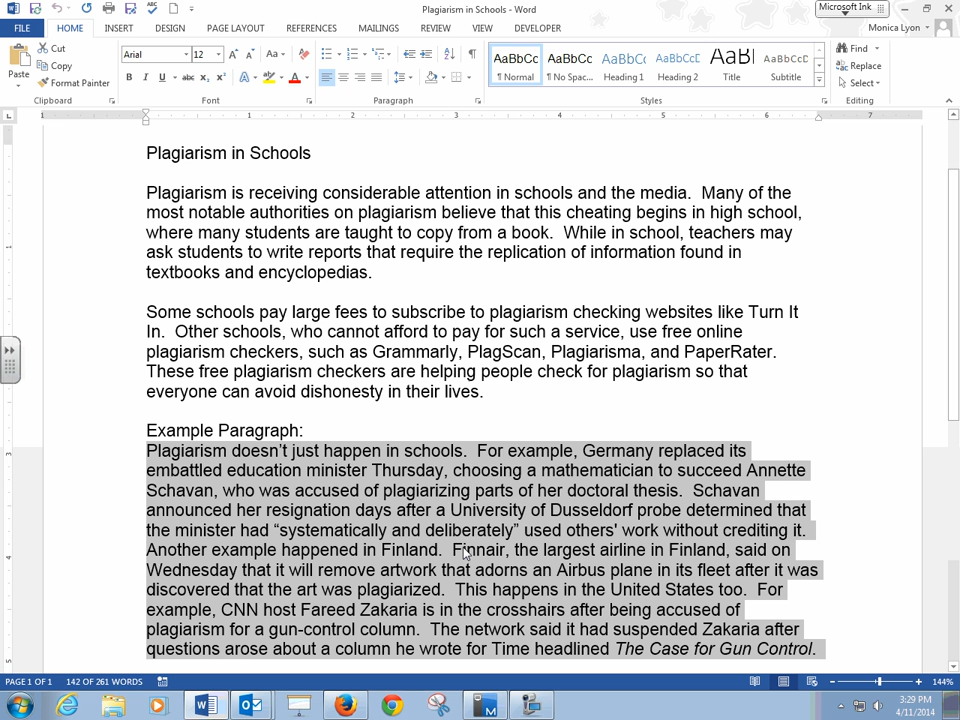 Plagiarism in Schools - Word
Microsoft Ink
FILE HOME INSERT DESIGN PAGE LAYOUT REFERENCES MAILINGS REVIEW VIEW DEVELOPER
Monica Lyon
Paste
Cut
Copy
Format Painter
Arial 12
AaBbCc AaBbCc AaBbC AaBbCcD AaBl AaBbCcD
¶ Normal ¶ No Spac... Heading 1 Heading 2 Title Subtitle
Find
Replace
Select
Clipboard Font Paragraph Styles Editing
1 1 2 3 4 5 6 7
Plagiarism in Schools
Plagiarism is receiving considerable attention in schools and the media.  Many of the
most notable authorities on plagiarism believe that this cheating begins in high school,
where many students are taught to copy from a book.  While in school, teachers may
ask students to write reports that require the replication of information found in
textbooks and encyclopedias.
Some schools pay large fees to subscribe to plagiarism checking websites like Turn It
In.  Other schools, who cannot afford to pay for such a service, use free online
plagiarism checkers, such as Grammarly, PlagScan, Plagiarisma, and PaperRater.
These free plagiarism checkers are helping people check for plagiarism so that
everyone can avoid dishonesty in their lives.
Example Paragraph:
Plagiarism doesn't just happen in schools.  For example, Germany replaced its
embattled education minister Thursday, choosing a mathematician to succeed Annette
Schavan, who was accused of plagiarizing parts of her doctoral thesis.  Schavan
announced her resignation days after a University of Dusseldorf probe determined that
the minister had “systematically and deliberately” used others' work without crediting it.
Another example happened in Finland.  Finnair, the largest airline in Finland, said on
Wednesday that it will remove artwork that adorns an Airbus plane in its fleet after it was
discovered that the art was plagiarized.  This happens in the United States too.  For
example, CNN host Fareed Zakaria is in the crosshairs after being accused of
plagiarism for a gun-control column.  The network said it had suspended Zakaria after
questions arose about a column he wrote for Time headlined The Case for Gun Control.
PAGE 1 OF 1 142 OF 261 WORDS 144%
3:29 PM
4/11/2014